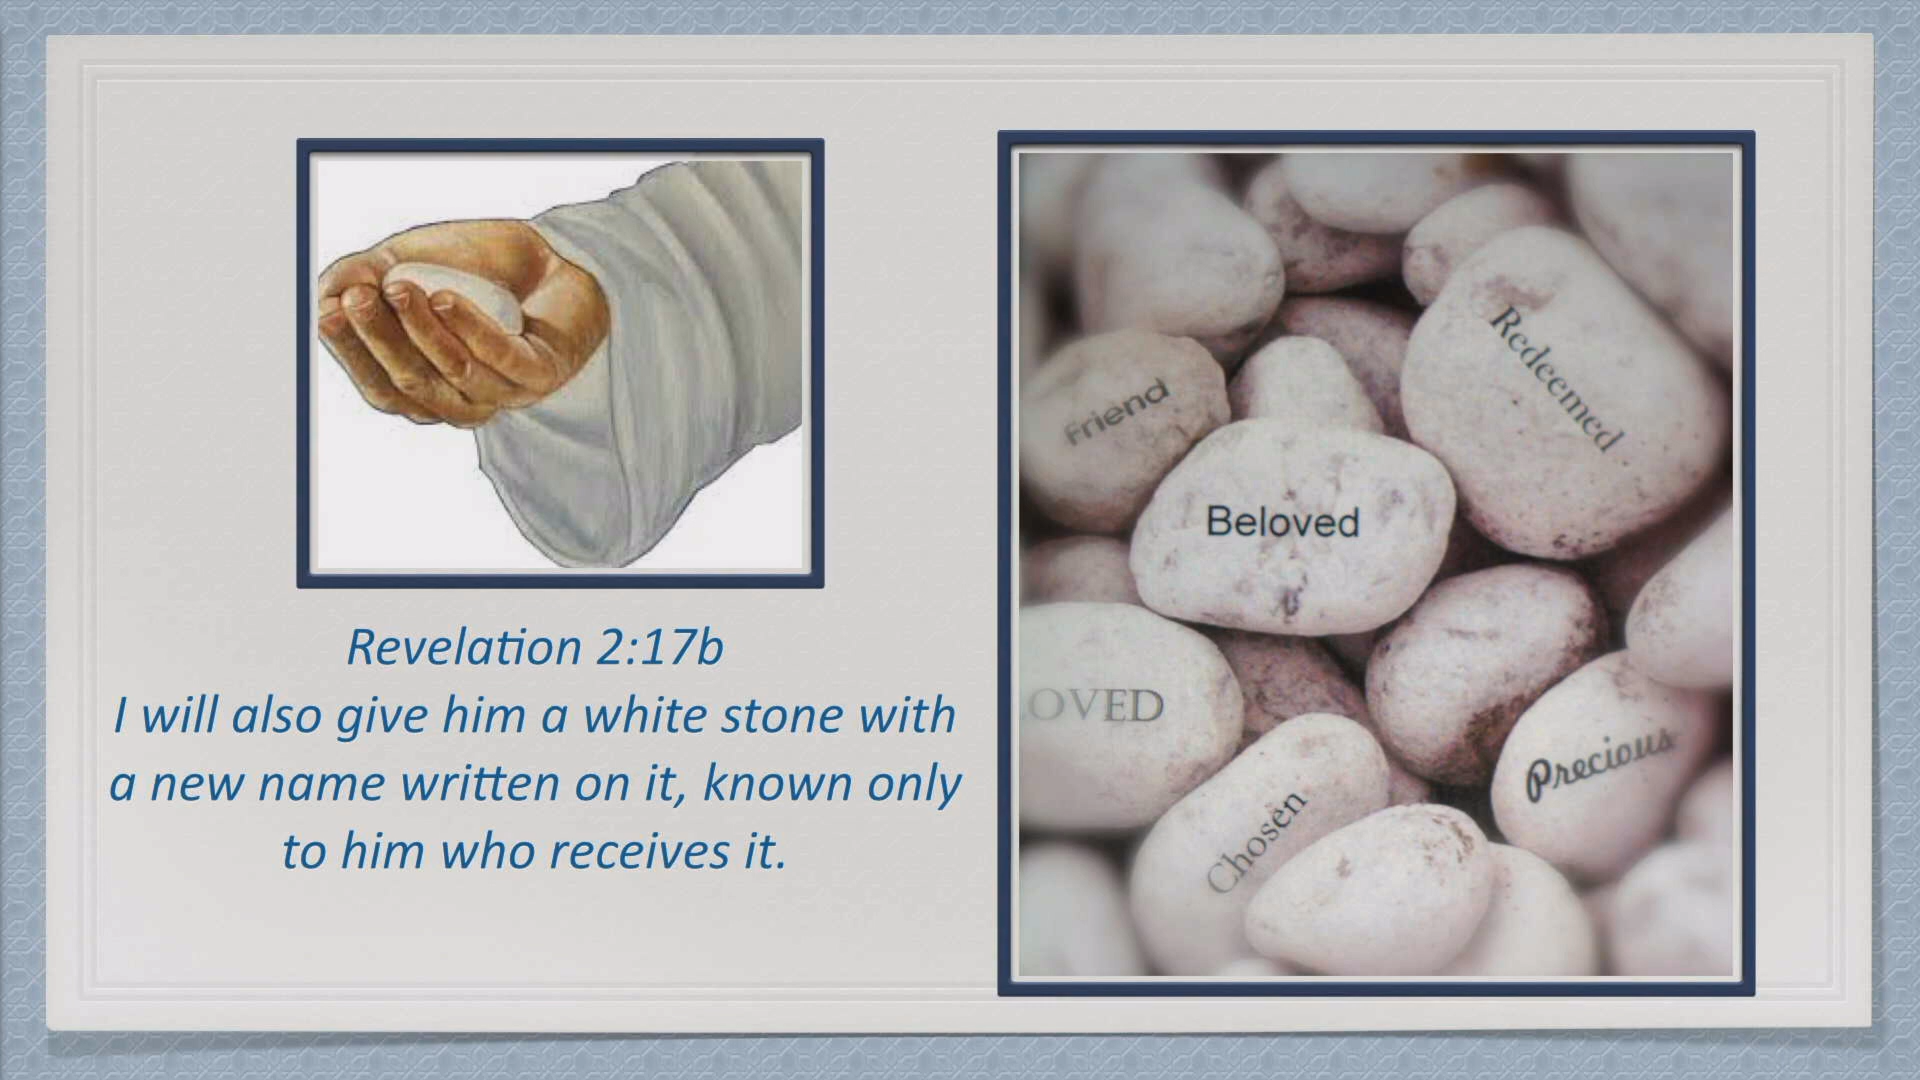 Revelation 2:17b
I will also give him a white stone with
a new name written on it, known only
to him who receives it.
Redeemed
Friend
Beloved
OVED
Precious
Chosen